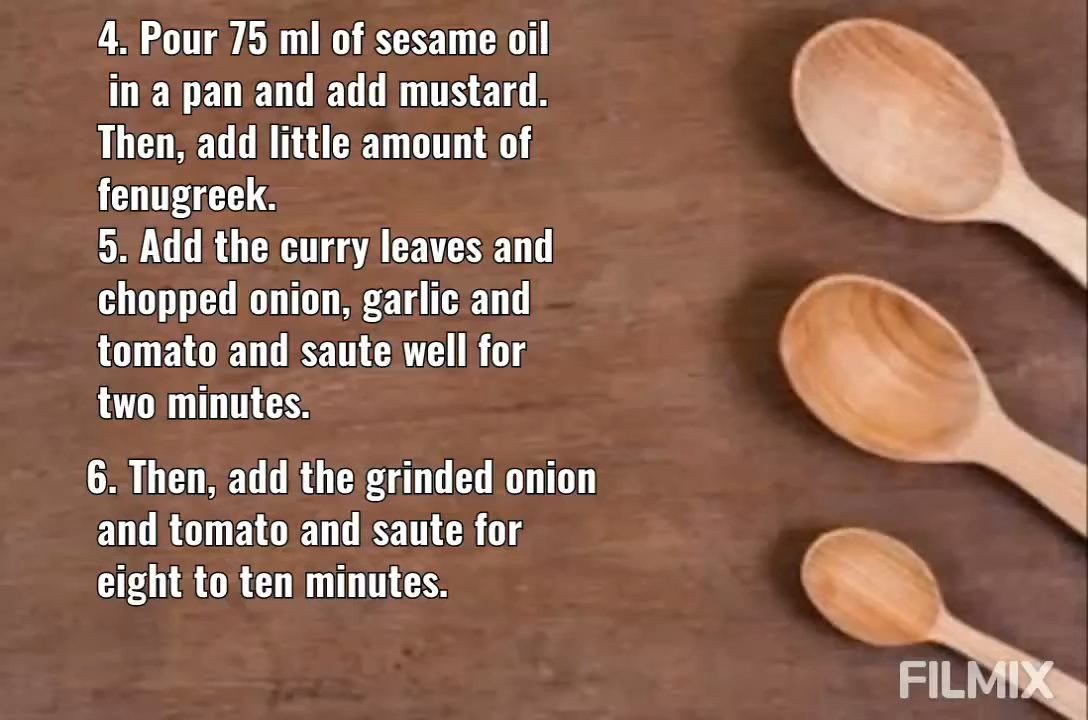 4. Pour 75 ml of sesame oil
in a pan and add mustard.
Then, add little amount of
fenugreek.
5. Add the curry leaves and
chopped onion, garlic and
tomato and saute well for
two minutes.
6. Then, add the grinded onion
and tomato and saute for
eight to ten minutes.
FILMIX